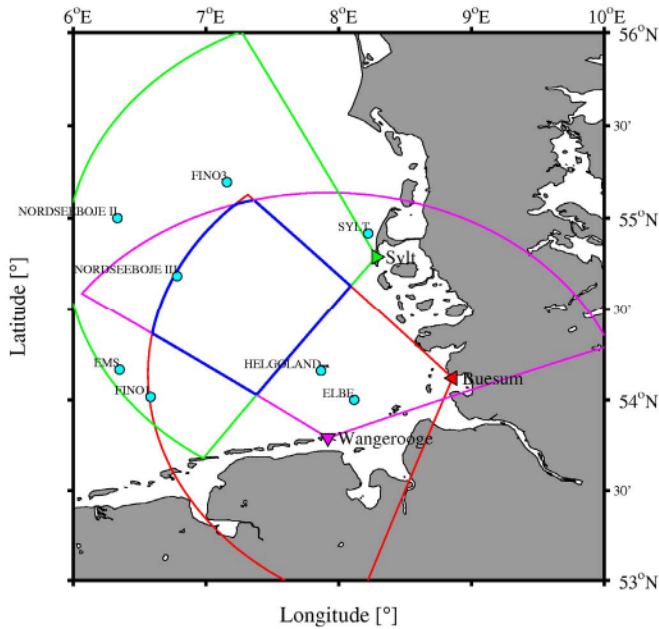 6°E 7°E 8°E 9°E 10°E
56°N
30'
55°N
30'
54°N
30'
53°N
FINO3
NORDSEEBOJE II
SYLT
Sylt
NORDSEEBOJE III
EMS
HELGOLAND
Buesum
FINO1
ELBE
Wangerooge
Latitude [°]
Longitude [°]